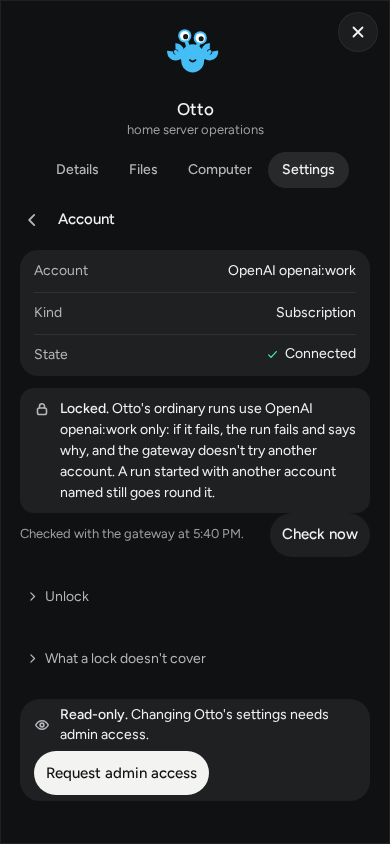 Otto
home server operations
Details Files Computer Settings
Account
Account OpenAI openai:work
Kind Subscription
State Connected
Locked. Otto's ordinary runs use OpenAI
openai:work only: if it fails, the run fails and says
why, and the gateway doesn't try another
account. A run started with another account
named still goes round it.
Checked with the gateway at 5:40 PM. Check now
Unlock
What a lock doesn't cover
Read-only. Changing Otto's settings needs
admin access.
Request admin access